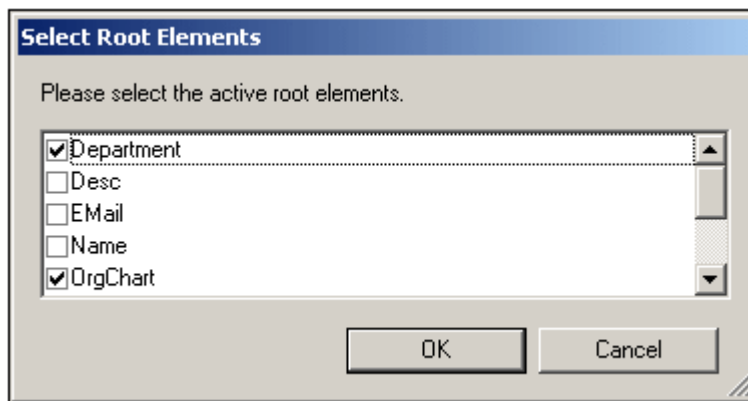 Select Root Elements
Please select the active root elements.
Department
Desc
EMail
Name
OrgChart
OK Cancel